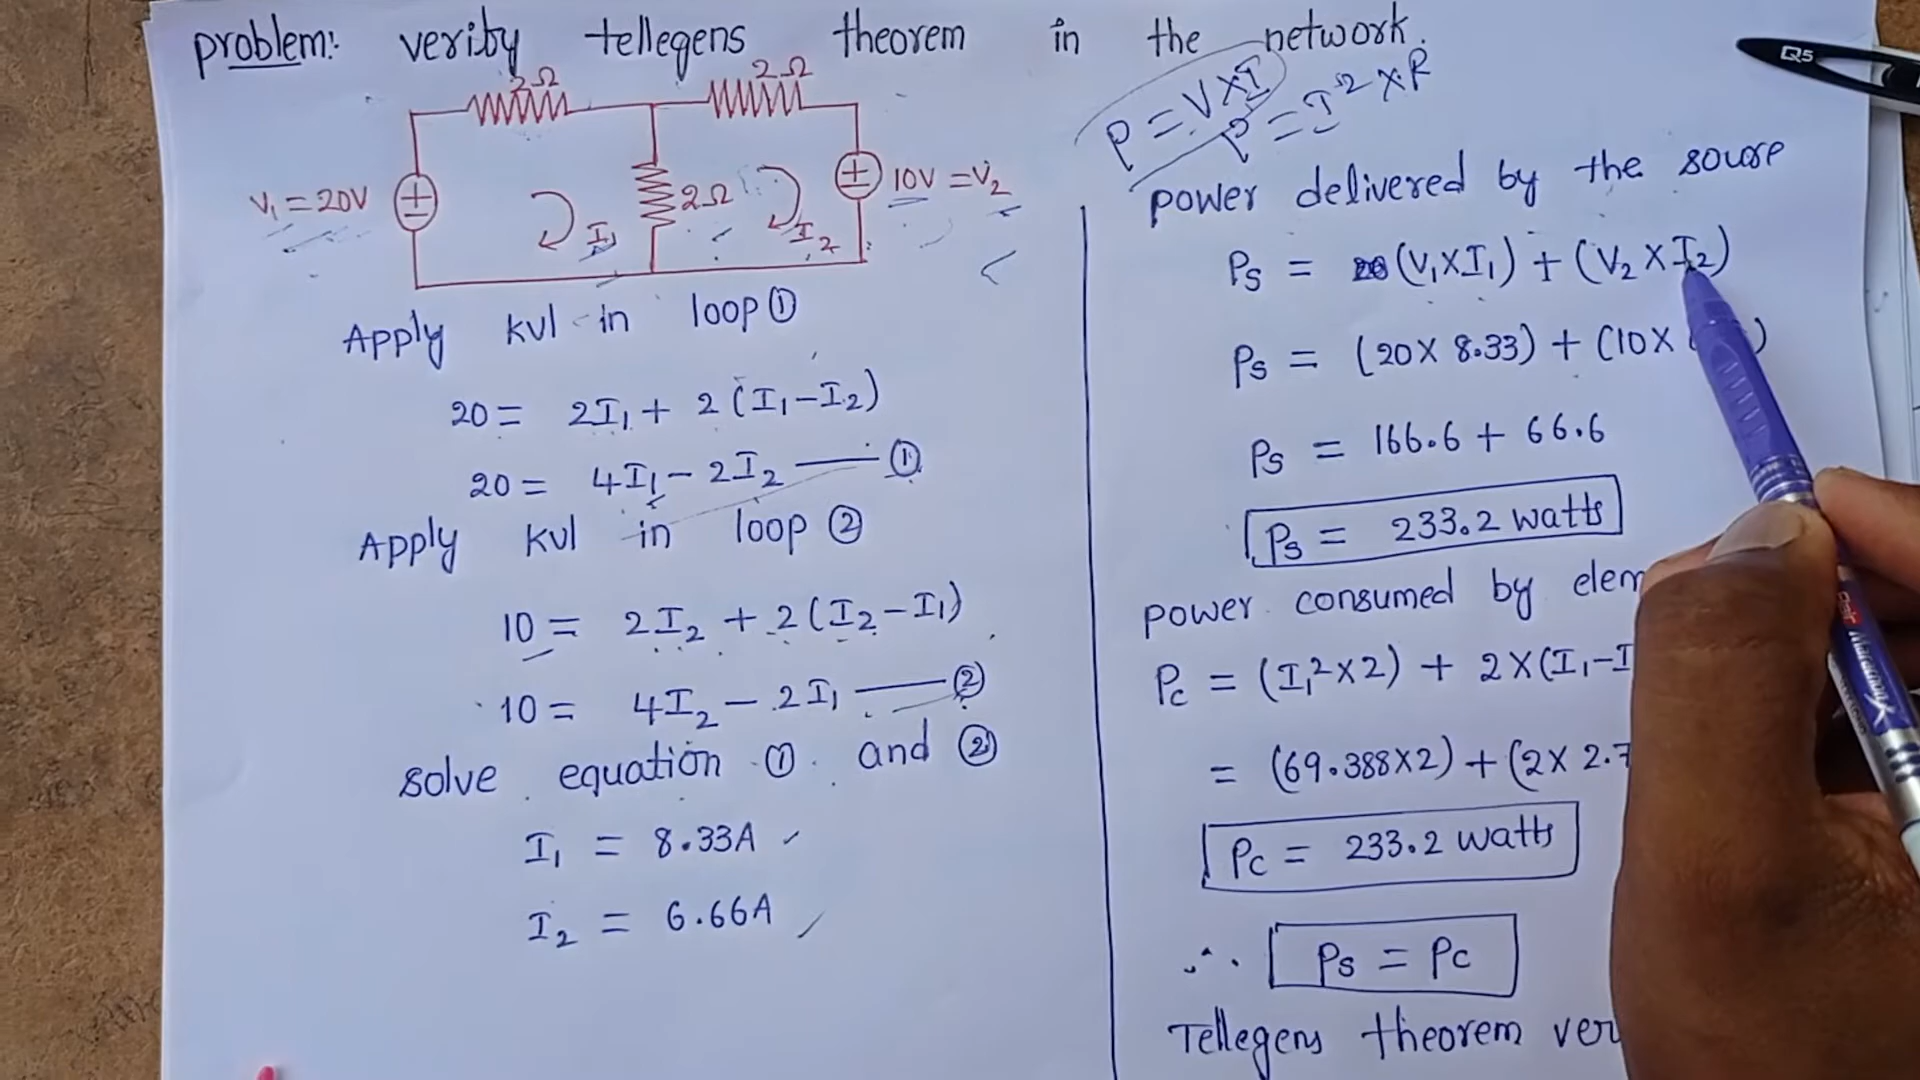 problem:- verity tellegens theorem in the network.
2Ω
2Ω
V₁ = 20V
2Ω
10V = V₂
I₁
I₂
Apply kvl in loop ①
20 = 2I₁ + 2(I₁-I₂)
20 = 4I₁ - 2I₂ —— ①
Apply kvl in loop ②
10 = 2I₂ + 2(I₂-I₁)
10 = 4I₂ - 2I₁ —— ②
solve equation ① and ②
I₁ = 8.33A
I₂ = 6.66A
P = V×I
P = I² × R
power delivered by the sourse
Ps = (V₁×I₁) + (V₂×I₂)
Ps = (20×8.33) + (10× )
Ps = 166.6 + 66.6
Ps = 233.2 watts
power consumed by elem
Pc = (I₁²×2) + 2×(I₁-I
= (69.388×2) + (2×2.7
Pc = 233.2 watts
∴ Ps = Pc
Tellegens theorem ver
Q5